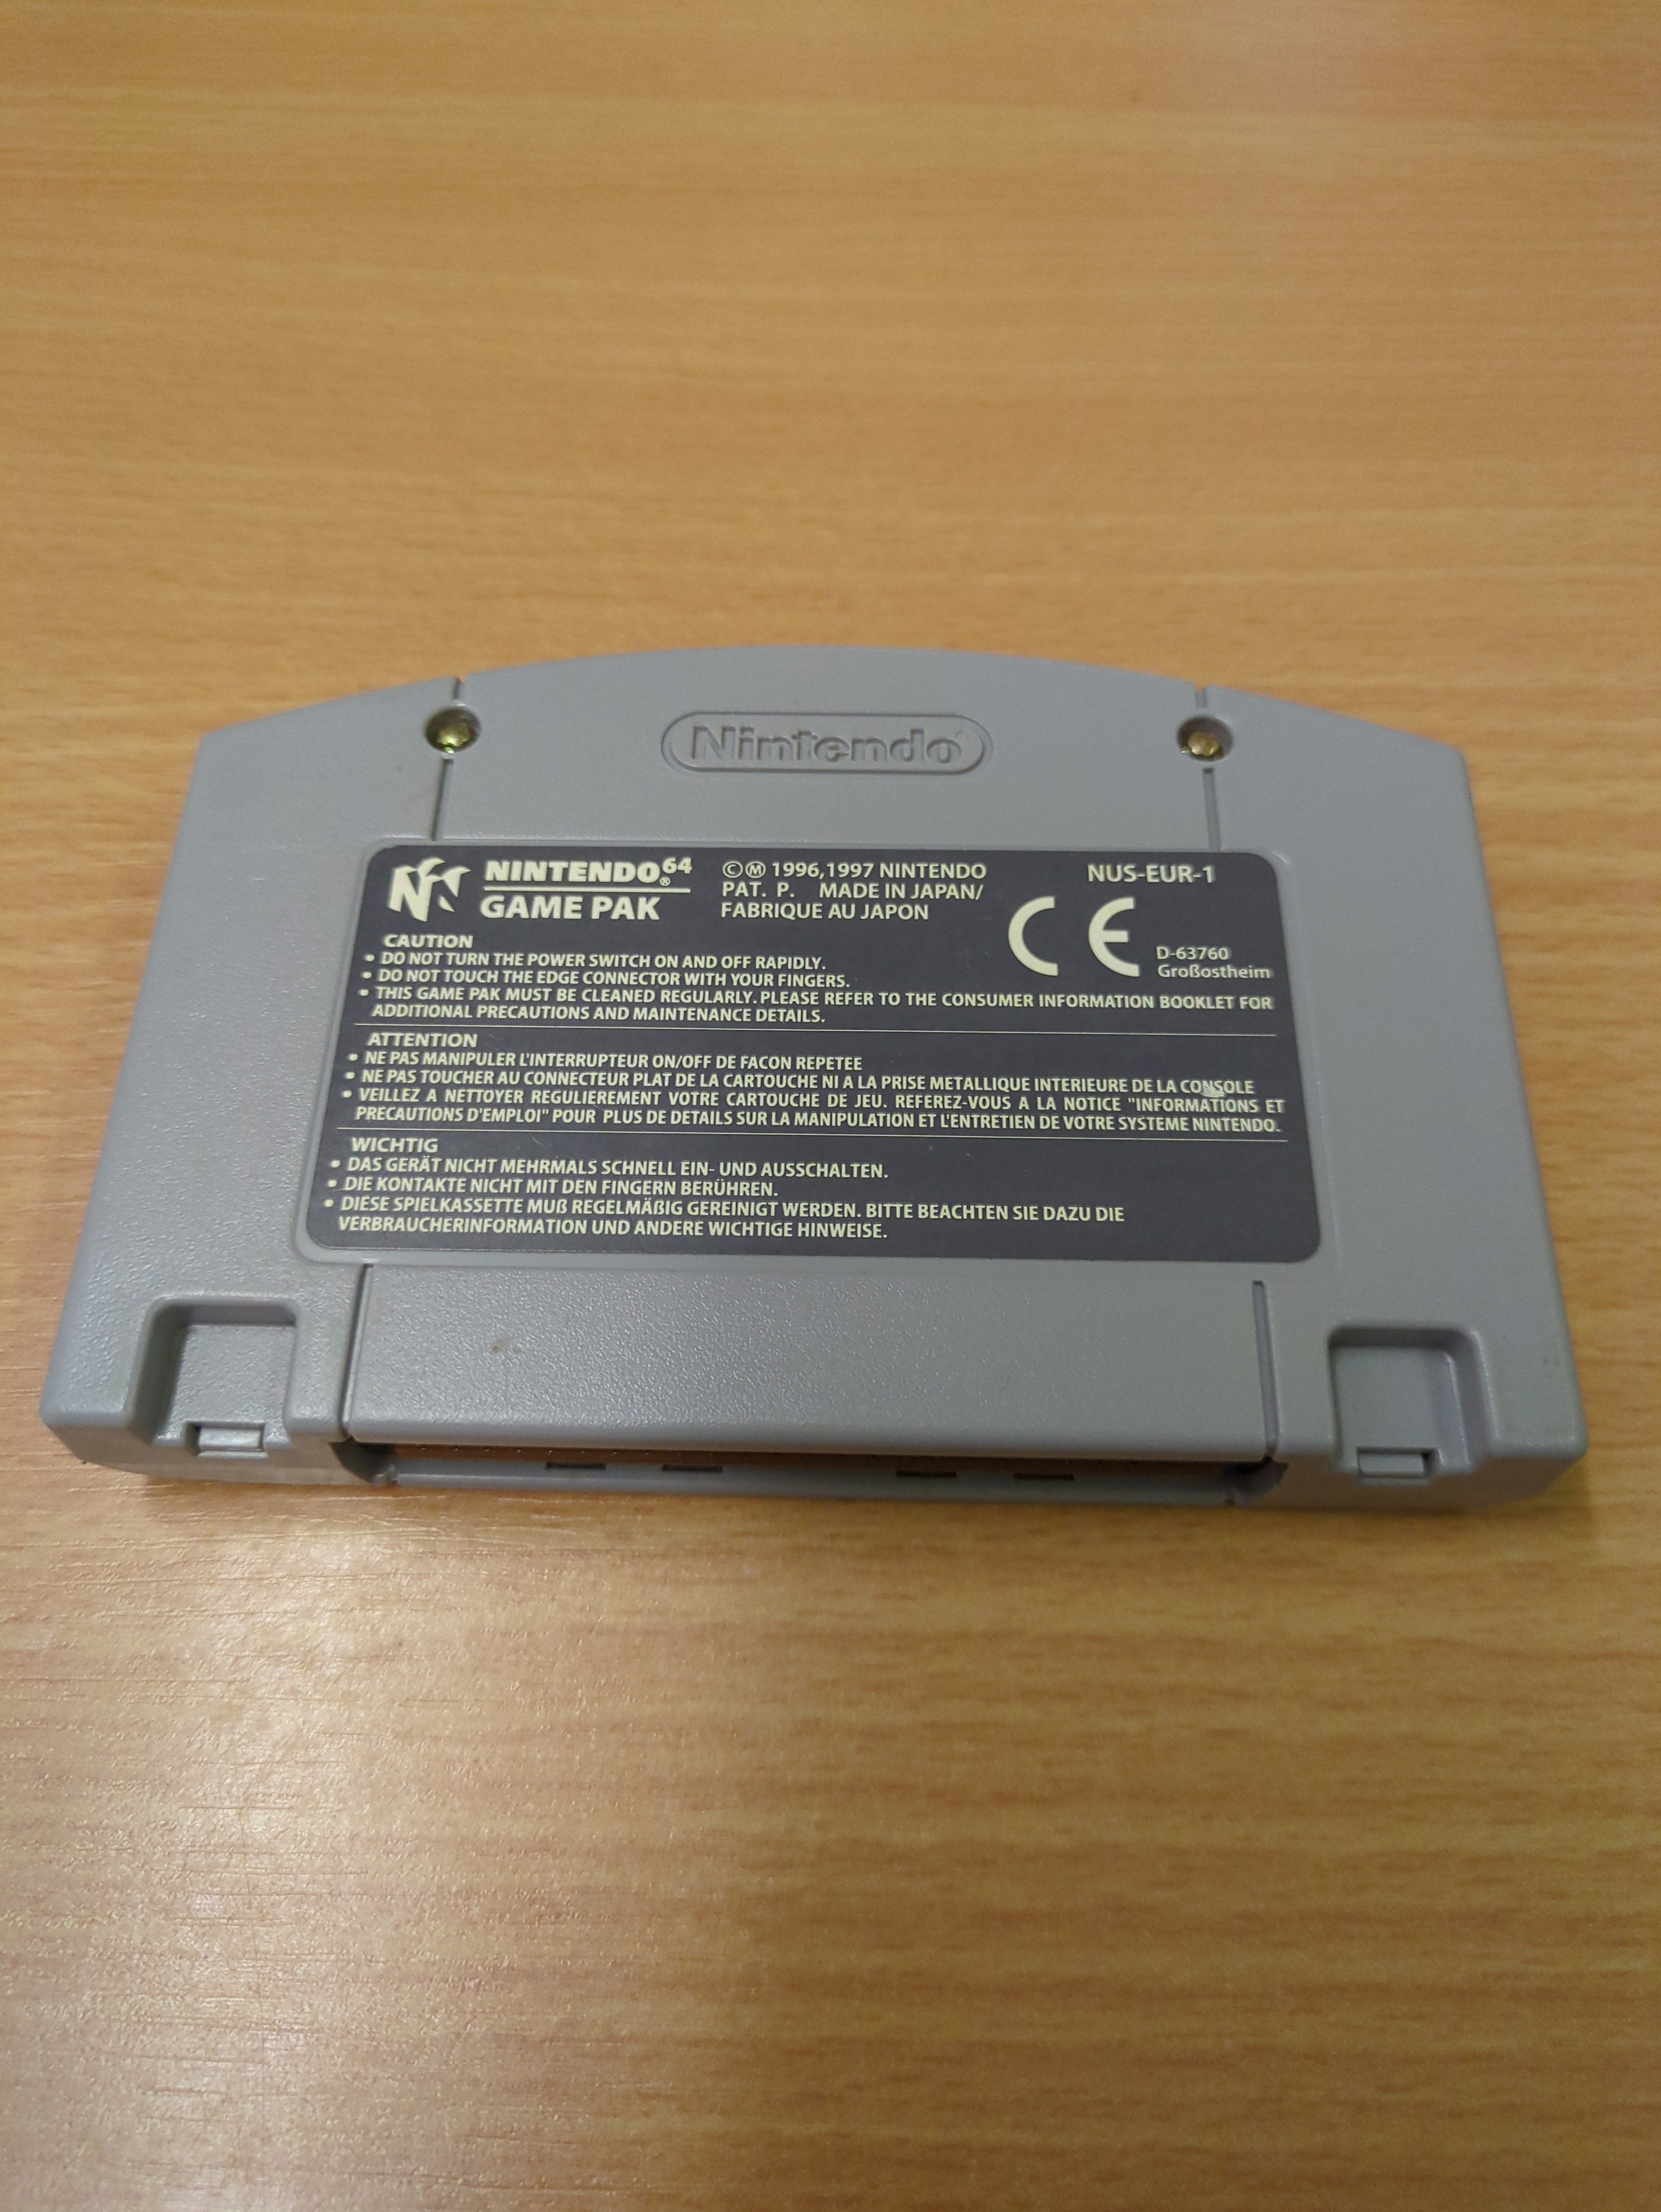 Nintendo
NINTENDO64®
GAME PAK
©Ⓜ 1996,1997 NINTENDO
PAT. P. MADE IN JAPAN/
FABRIQUE AU JAPON
NUS-EUR-1
CE
D-63760
Großostheim
CAUTION
• DO NOT TURN THE POWER SWITCH ON AND OFF RAPIDLY.
• DO NOT TOUCH THE EDGE CONNECTOR WITH YOUR FINGERS.
• THIS GAME PAK MUST BE CLEANED REGULARLY. PLEASE REFER TO THE CONSUMER INFORMATION BOOKLET FOR
ADDITIONAL PRECAUTIONS AND MAINTENANCE DETAILS.
ATTENTION
• NE PAS MANIPULER L'INTERRUPTEUR ON/OFF DE FACON REPETEE
• NE PAS TOUCHER AU CONNECTEUR PLAT DE LA CARTOUCHE NI A LA PRISE METALLIQUE INTERIEURE DE LA CONSOLE
• VEILLEZ A NETTOYER REGULIEREMENT VOTRE CARTOUCHE DE JEU. REFEREZ-VOUS A LA NOTICE "INFORMATIONS ET
PRECAUTIONS D'EMPLOI" POUR PLUS DE DETAILS SUR LA MANIPULATION ET L'ENTRETIEN DE VOTRE SYSTEME NINTENDO.
WICHTIG
• DAS GERÄT NICHT MEHRMALS SCHNELL EIN- UND AUSSCHALTEN.
• DIE KONTAKTE NICHT MIT DEN FINGERN BERÜHREN.
• DIESE SPIELKASSETTE MUß REGELMÄßIG GEREINIGT WERDEN. BITTE BEACHTEN SIE DAZU DIE
VERBRAUCHERINFORMATION UND ANDERE WICHTIGE HINWEISE.